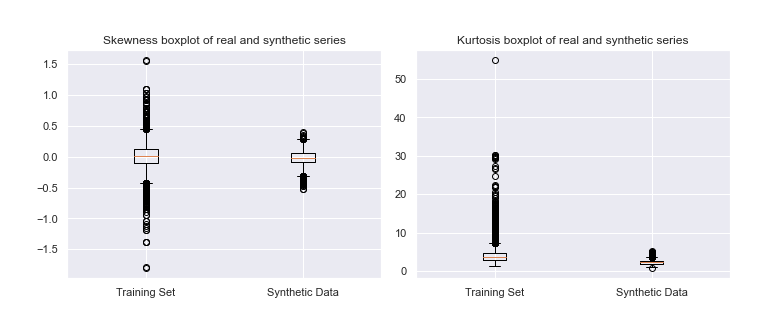 Skewness boxplot of real and synthetic series
1.5
1.0
0.5
0.0
−0.5
−1.0
−1.5
Training Set
Synthetic Data
Kurtosis boxplot of real and synthetic series
50
40
30
20
10
0
Training Set
Synthetic Data